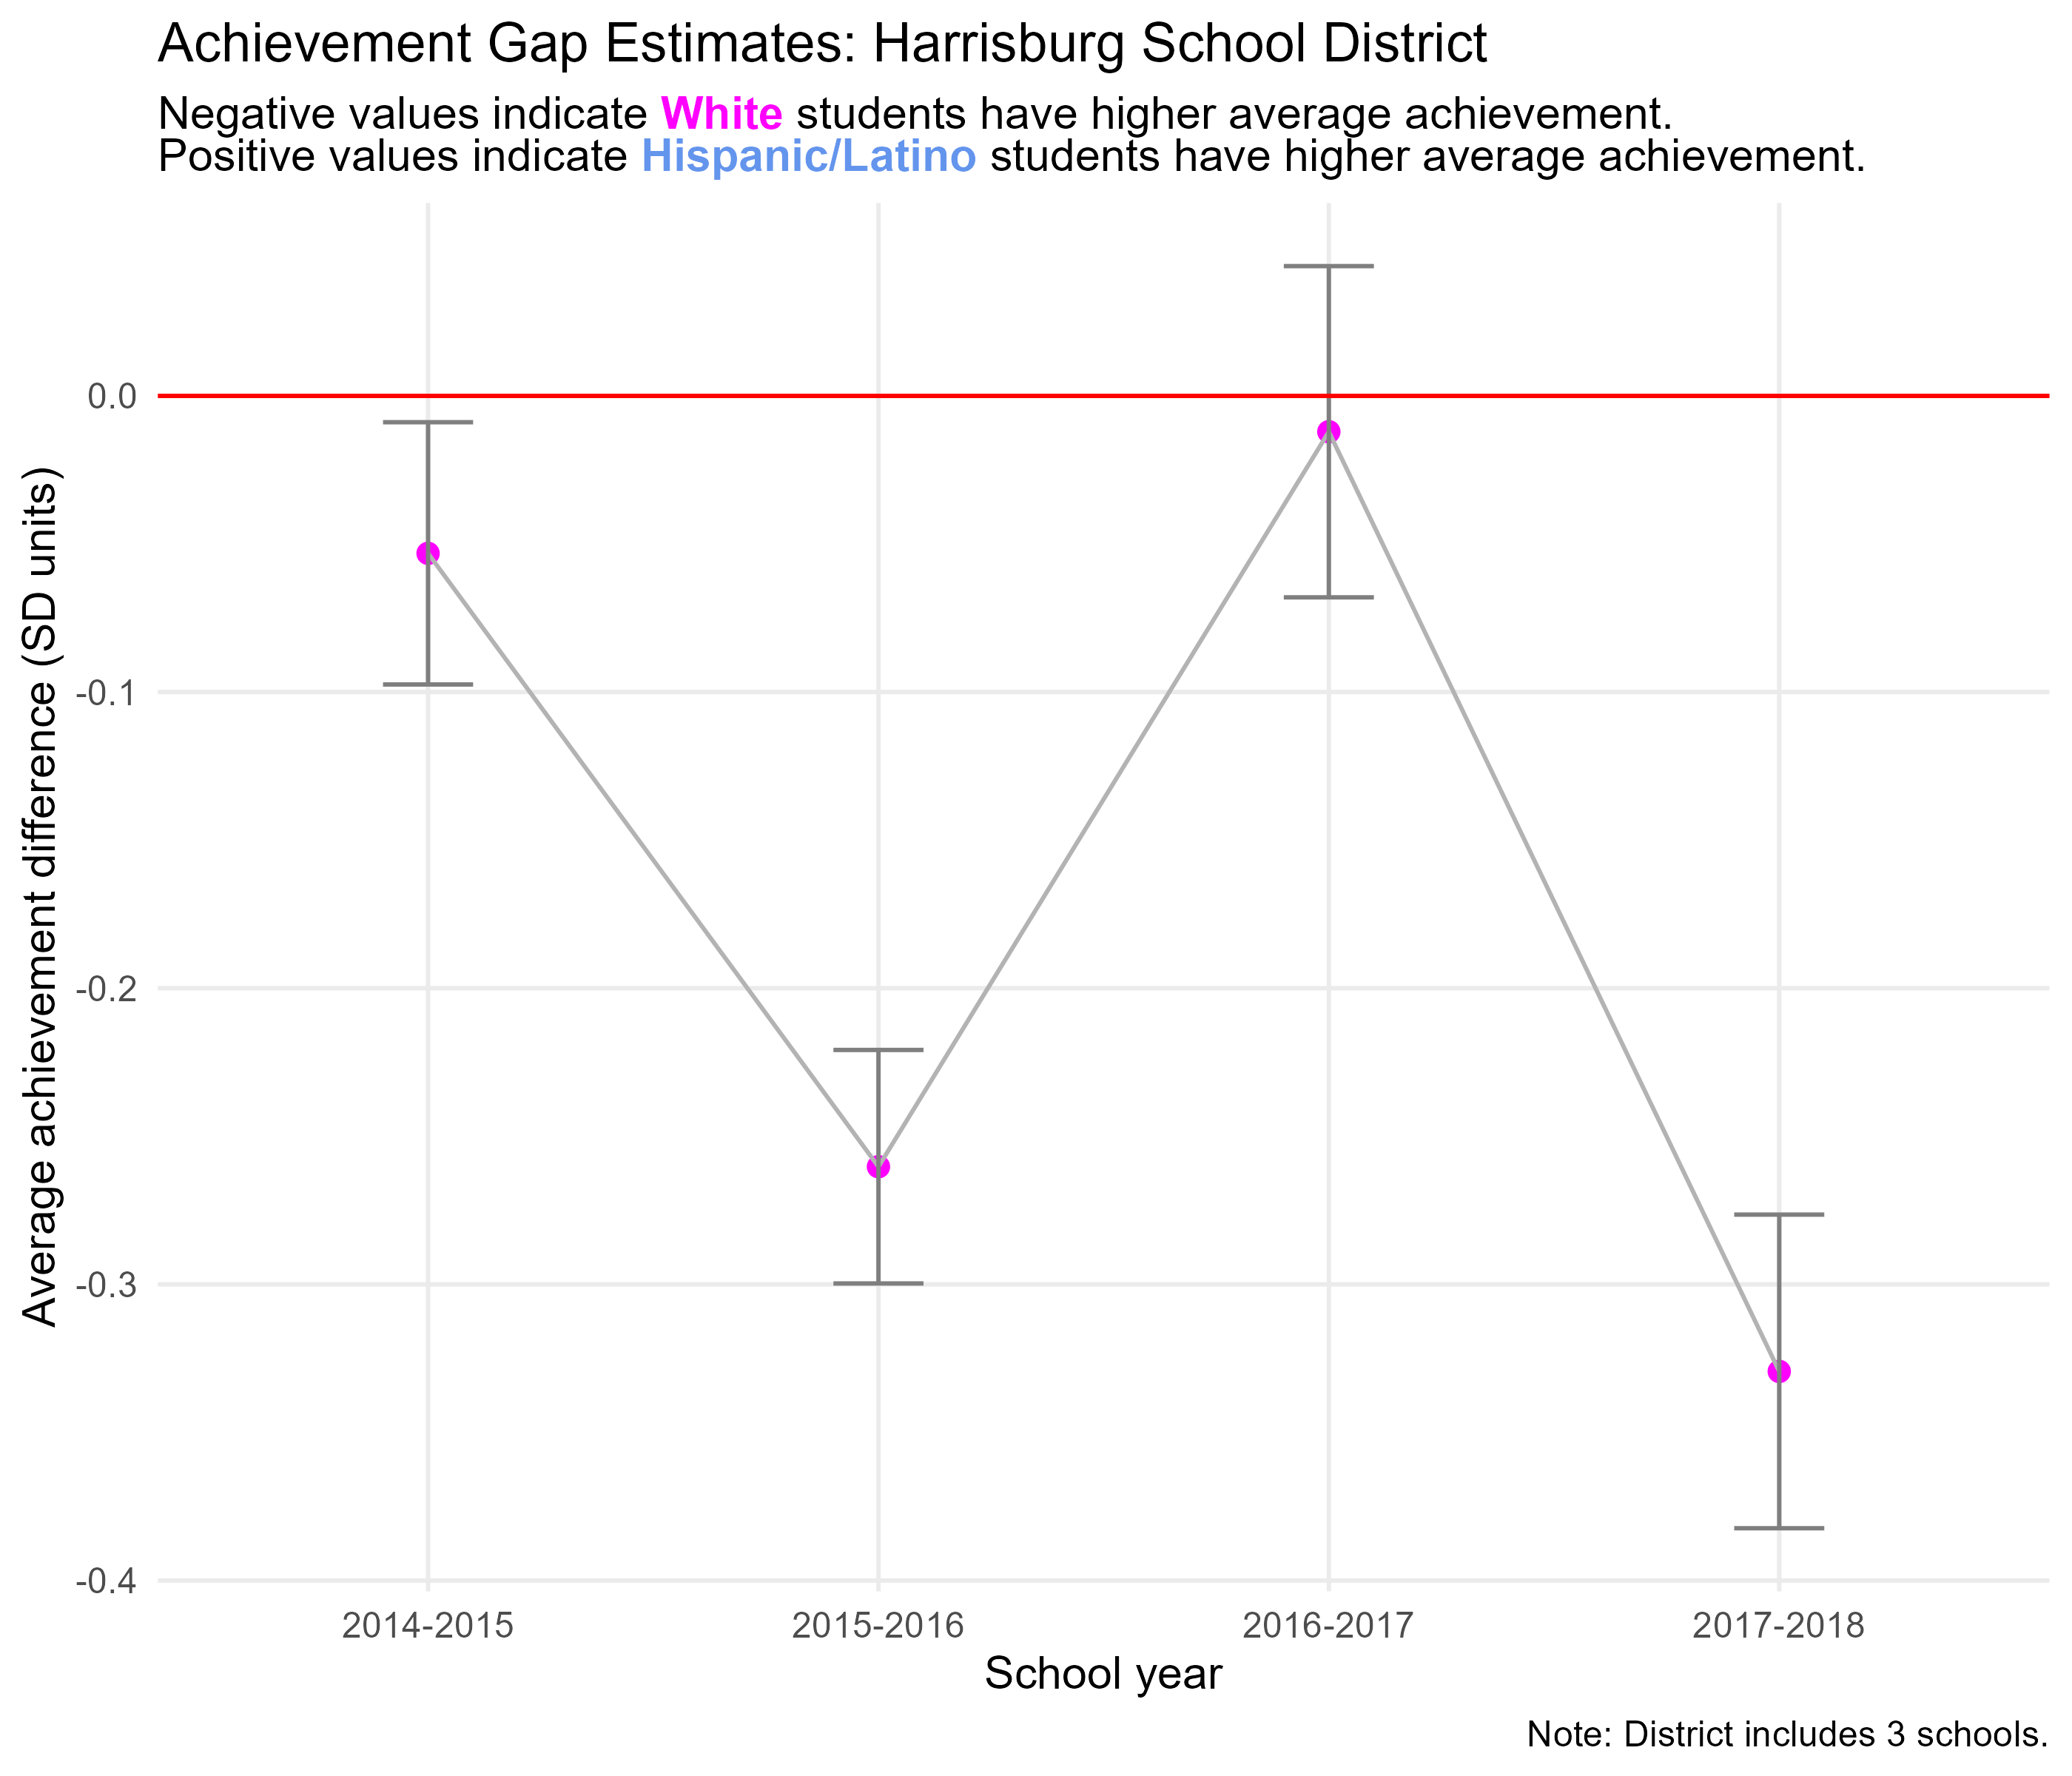 Achievement Gap Estimates: Harrisburg School District
Negative values indicate White students have higher average achievement.
Positive values indicate Hispanic/Latino students have higher average achievement.
Average achievement difference (SD units)
0.0
-0.1
-0.2
-0.3
-0.4
2014-2015 2015-2016 2016-2017 2017-2018
School year
Note: District includes 3 schools.